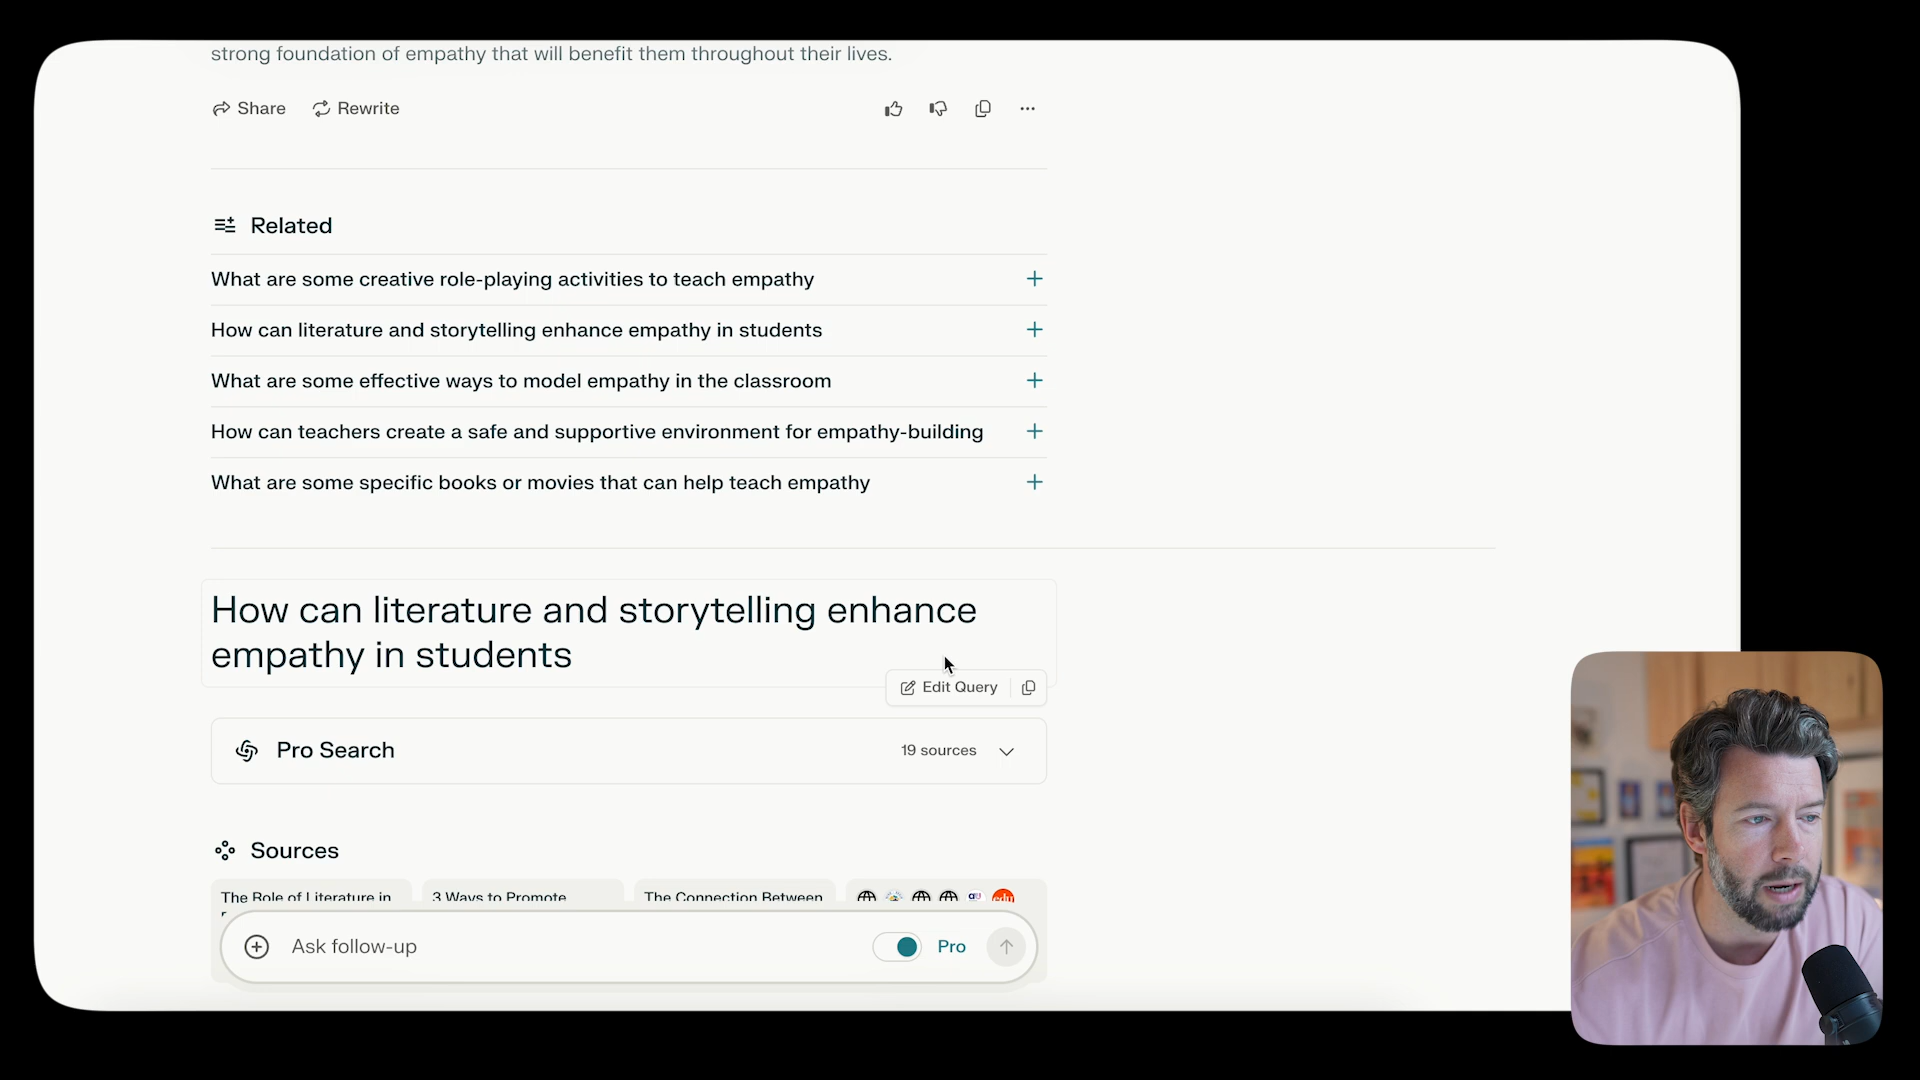 strong foundation of empathy that will benefit them throughout their lives.
Share
Rewrite
Related
What are some creative role-playing activities to teach empathy
How can literature and storytelling enhance empathy in students
What are some effective ways to model empathy in the classroom
How can teachers create a safe and supportive environment for empathy-building
What are some specific books or movies that can help teach empathy
How can literature and storytelling enhance
empathy in students
Edit Query
Pro Search
19 sources
Sources
The Role of Literature in
3 Ways to Promote
The Connection Between
Ask follow-up
Pro